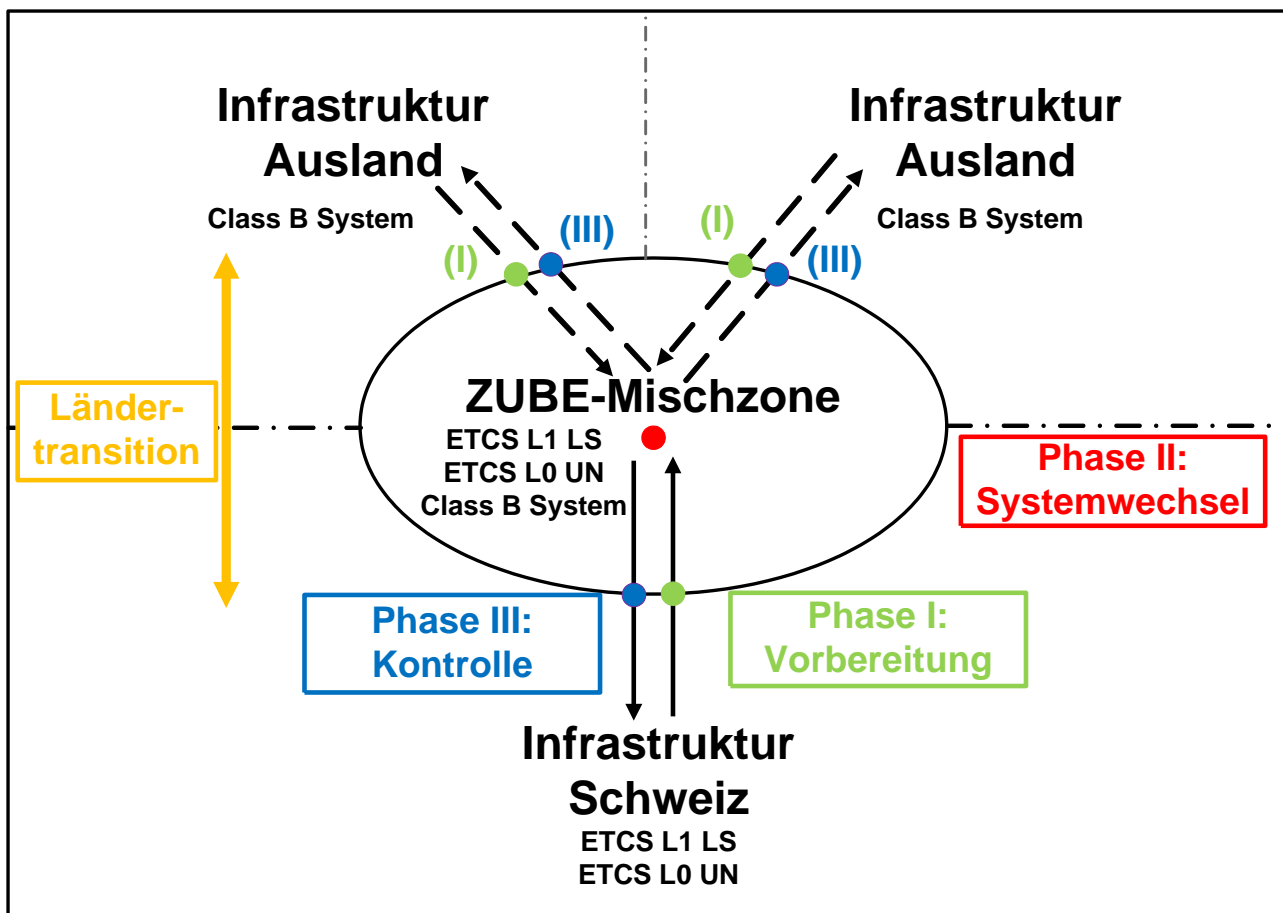 Infrastruktur
Ausland
Class B System
Infrastruktur
Ausland
Class B System
(I)
(III)
(I)
(III)
Länder-
transition
ZUBE-Mischzone
ETCS L1 LS
ETCS L0 UN
Class B System
Phase II:
Systemwechsel
Phase III:
Kontrolle
Phase I:
Vorbereitung
Infrastruktur
Schweiz
ETCS L1 LS
ETCS L0 UN